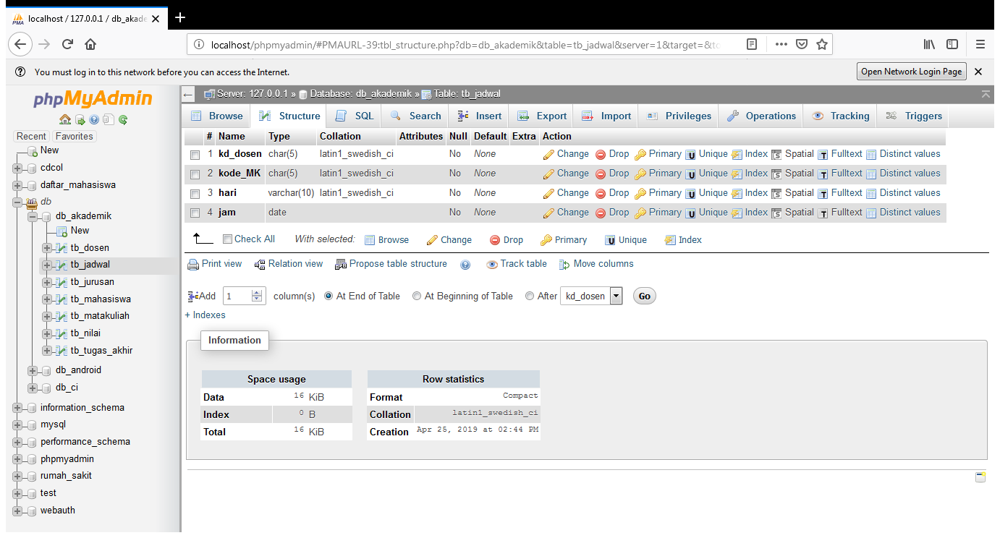 localhost / 127.0.0.1 / db_akade
localhost/phpmyadmin/#PMAURL-39:tbl_structure.php?db=db_akademik&table=tb_jadwal&server=1&target=&to
You must log in to this network before you can access the Internet.
Open Network Login Page
phpMyAdmin
Recent Favorites
New
cdcol
daftar_mahasiswa
db
db_akademik
New
tb_dosen
tb_jadwal
tb_jurusan
tb_mahasiswa
tb_matakuliah
tb_nilai
tb_tugas_akhir
db_android
db_ci
information_schema
mysql
performance_schema
phpmyadmin
rumah_sakit
test
webauth
Server: 127.0.0.1 » Database: db_akademik » Table: tb_jadwal
Browse Structure SQL Search Insert Export Import Privileges Operations Tracking Triggers
# Name Type Collation Attributes Null Default Extra Action
1 kd_dosen char(5) latin1_swedish_ci No None Change Drop Primary Unique Index Spatial Fulltext Distinct values
2 kode_MK char(5) latin1_swedish_ci No None Change Drop Primary Unique Index Spatial Fulltext Distinct values
3 hari varchar(10) latin1_swedish_ci No None Change Drop Primary Unique Index Spatial Fulltext Distinct values
4 jam date No None Change Drop Primary Unique Index Spatial Fulltext Distinct values
Check All With selected: Browse Change Drop Primary Unique Index
Print view Relation view Propose table structure Track table Move columns
Add 1 column(s) At End of Table At Beginning of Table After kd_dosen Go
+ Indexes
Information
Space usage
Data 16 KiB
Index 0 B
Total 16 KiB
Row statistics
Format Compact
Collation latin1_swedish_ci
Creation Apr 25, 2019 at 02:44 PM